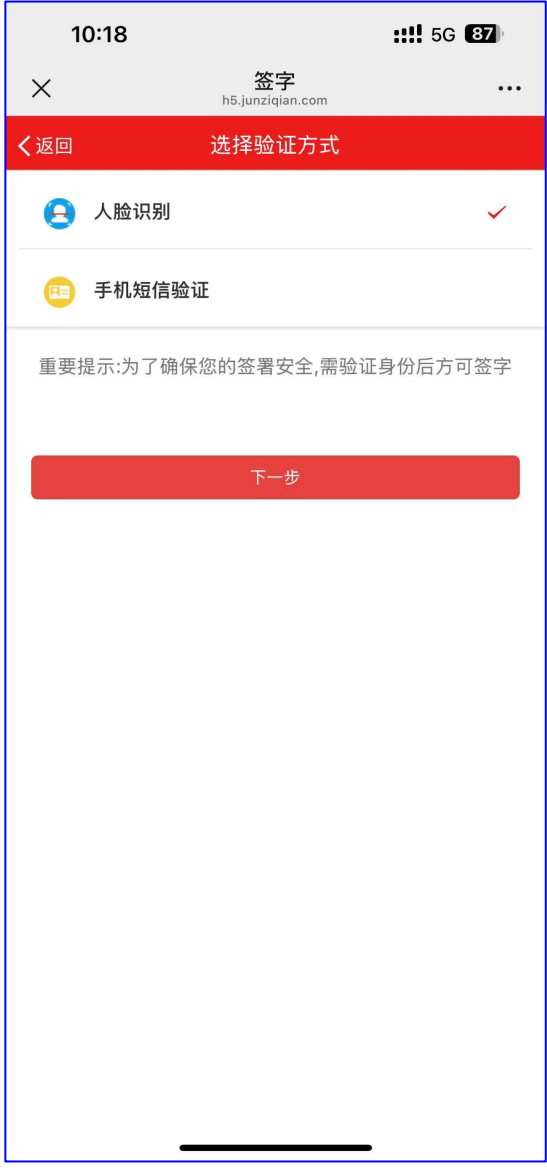 10:18
5G 87
签字
h5.junziqian.com
返回 选择验证方式
人脸识别
手机短信验证
重要提示:为了确保您的签署安全,需验证身份后方可签字
下一步